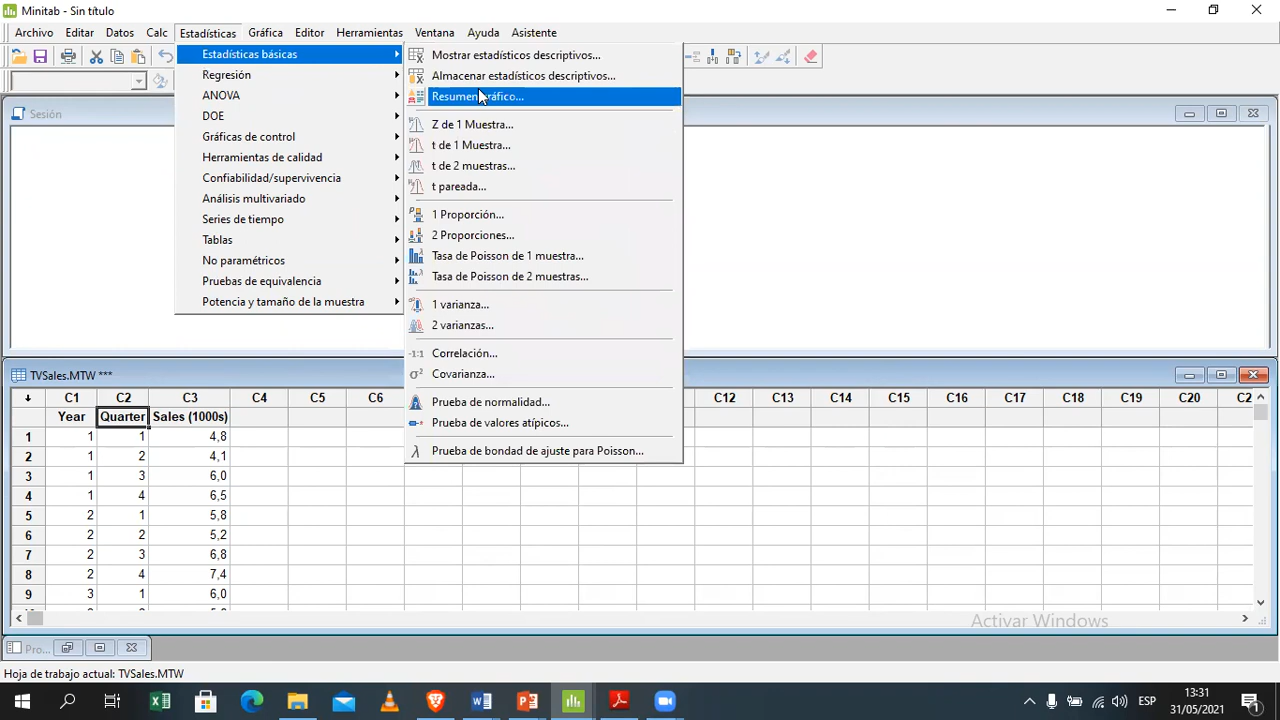 Minitab - Sin título
Archivo Editar Datos Calc Estadísticas Gráfica Editor Herramientas Ventana Ayuda Asistente
Estadísticas básicas
Regresión
ANOVA
DOE
Gráficas de control
Herramientas de calidad
Confiabilidad/supervivencia
Análisis multivariado
Series de tiempo
Tablas
No paramétricos
Pruebas de equivalencia
Potencia y tamaño de la muestra
Mostrar estadísticos descriptivos...
Almacenar estadísticos descriptivos...
Resumen gráfico...
Z de 1 Muestra...
t de 1 Muestra...
t de 2 muestras...
t pareada...
1 Proporción...
2 Proporciones...
Tasa de Poisson de 1 muestra...
Tasa de Poisson de 2 muestras...
1 varianza...
2 varianzas...
Correlación...
Covarianza...
Prueba de normalidad...
Prueba de valores atípicos...
Prueba de bondad de ajuste para Poisson...
Sesión
TVSales.MTW ***
C1 C2 C3 C4 C5 C6 C12 C13 C14 C15 C16 C17 C18 C19 C20
Year Quarter Sales (1000s)
1 1 1 4,8
2 1 2 4,1
3 1 3 6,0
4 1 4 6,5
5 2 1 5,8
6 2 2 5,2
7 2 3 6,8
8 2 4 7,4
9 3 1 6,0
Activar Windows
Pro...
Hoja de trabajo actual: TVSales.MTW
ESP
13:31
31/05/2021